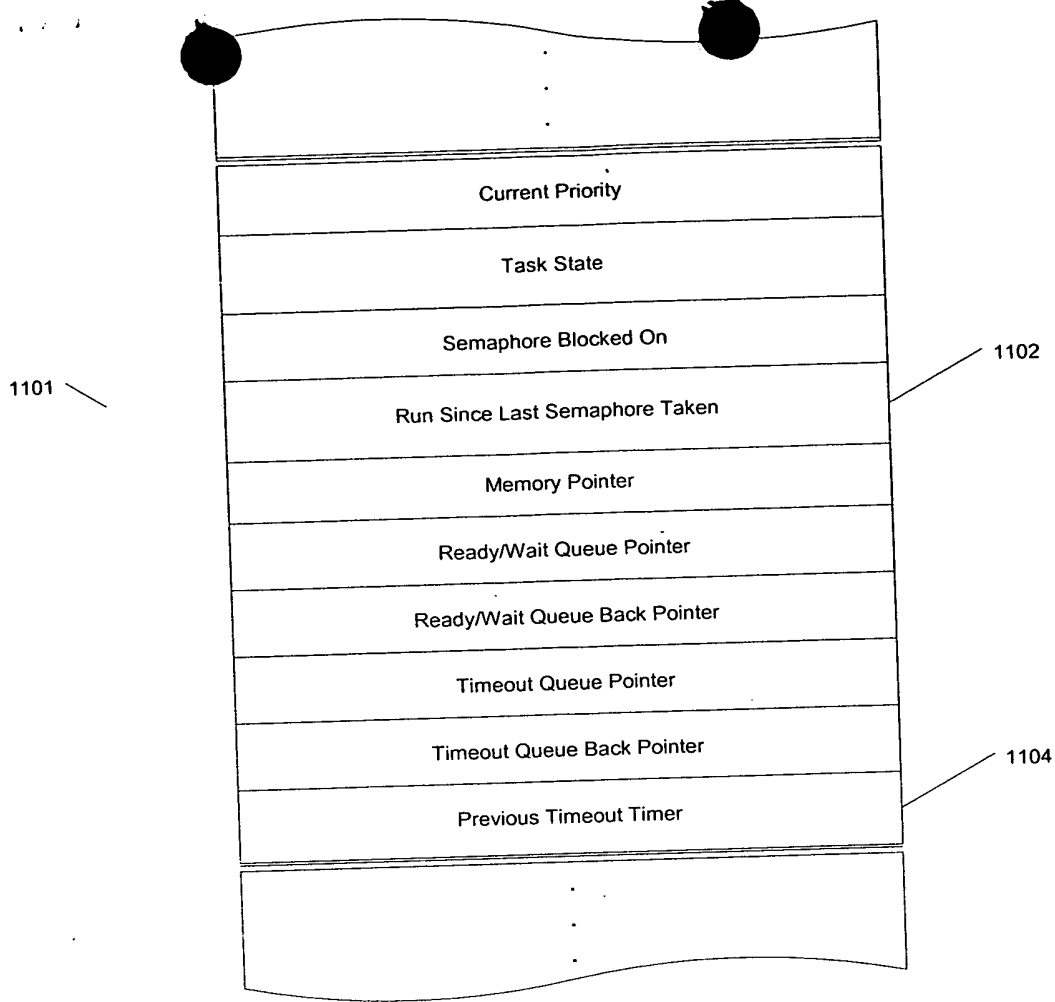 Current Priority
Task State
Semaphore Blocked On
1102
1101
Run Since Last Semaphore Taken
Memory Pointer
Ready/Wait Queue Pointer
Ready/Wait Queue Back Pointer
Timeout Queue Pointer
Timeout Queue Back Pointer
1104
Previous Timeout Timer